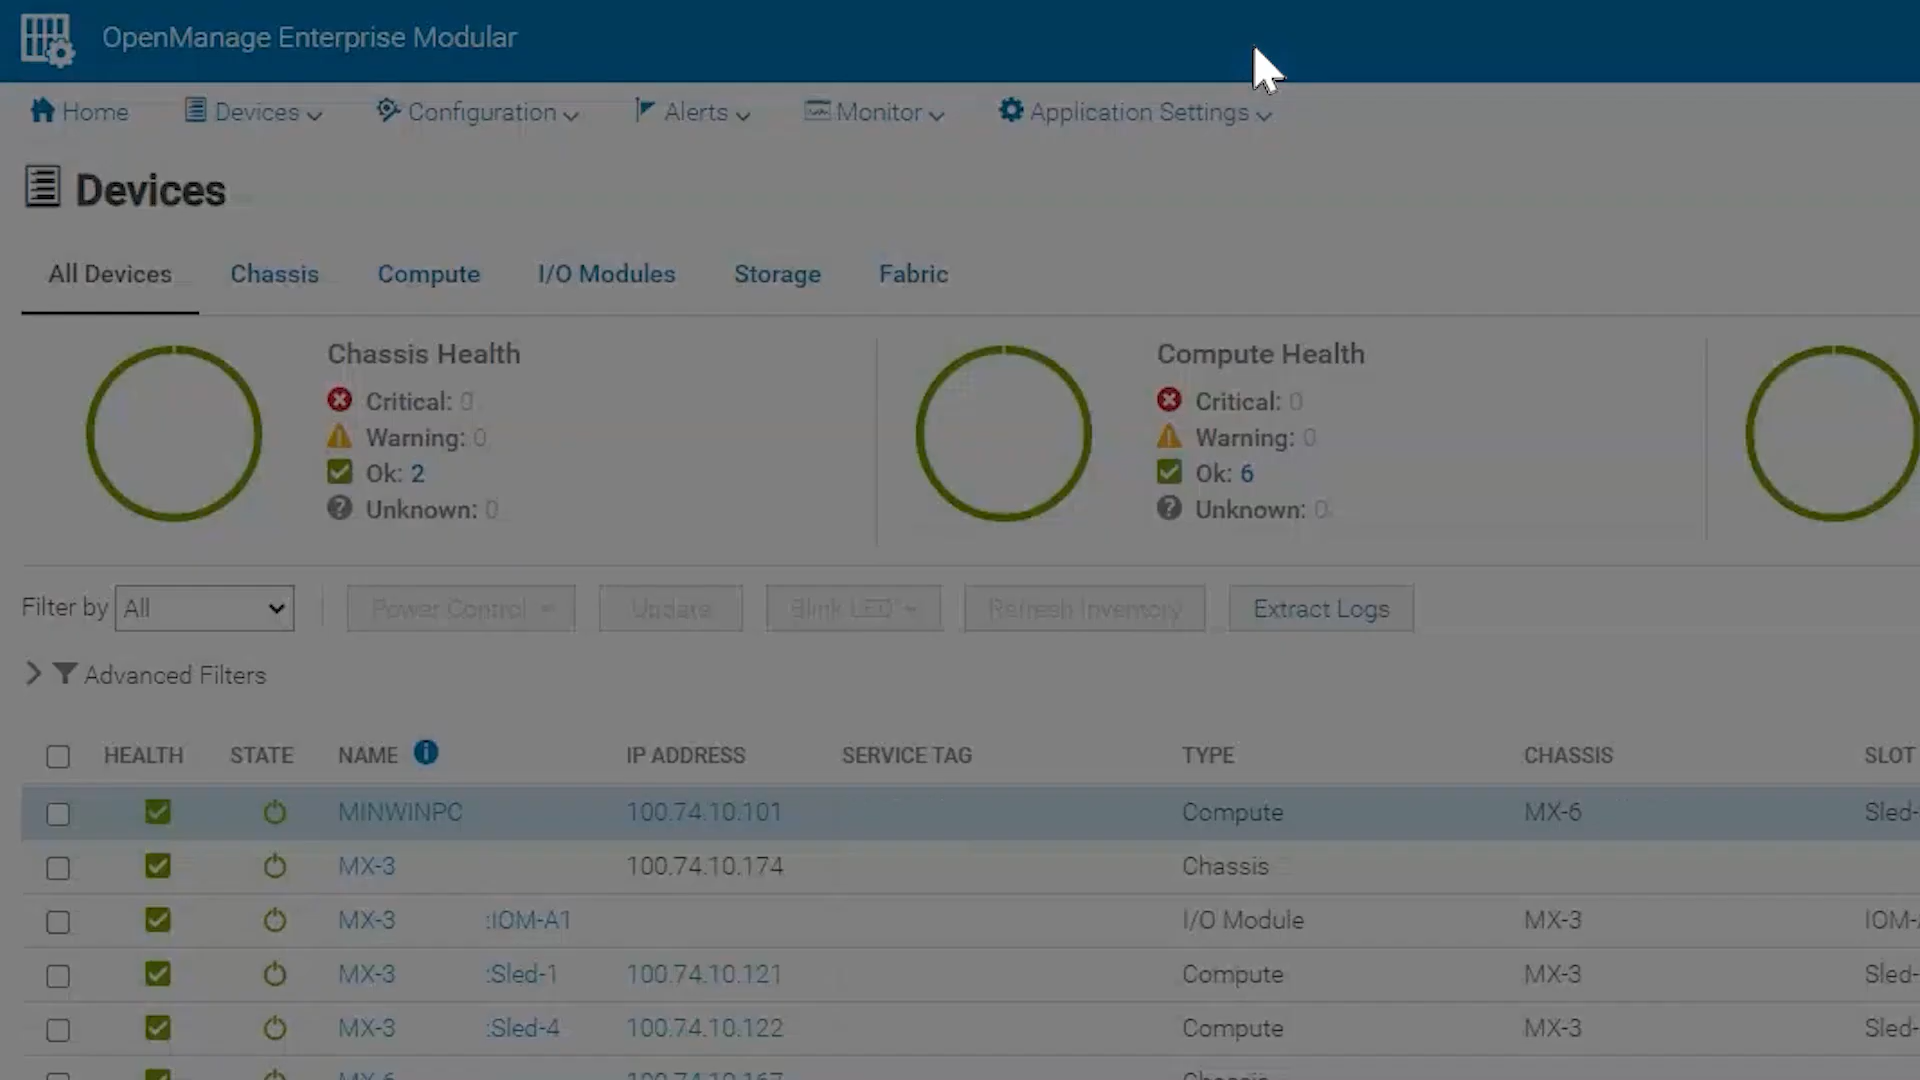 OpenManage Enterprise Modular
Home Devices Configuration Alerts Monitor Application Settings
Devices
All Devices Chassis Compute I/O Modules Storage Fabric
Chassis Health
Critical: 0
Warning: 0
Ok: 2
Unknown: 0
Compute Health
Critical: 0
Warning: 0
Ok: 6
Unknown: 0
Filter by All Power Control Update Blink LED Refresh Inventory Extract Logs
Advanced Filters
HEALTH STATE NAME IP ADDRESS SERVICE TAG TYPE CHASSIS SLOT
MINWINPC 100.74.10.101 Compute MX-6 Sled-
MX-3 100.74.10.174 Chassis
MX-3 :IOM-A1 I/O Module MX-3 IOM-
MX-3 :Sled-1 100.74.10.121 Compute MX-3 Sled-
MX-3 :Sled-4 100.74.10.122 Compute MX-3 Sled-